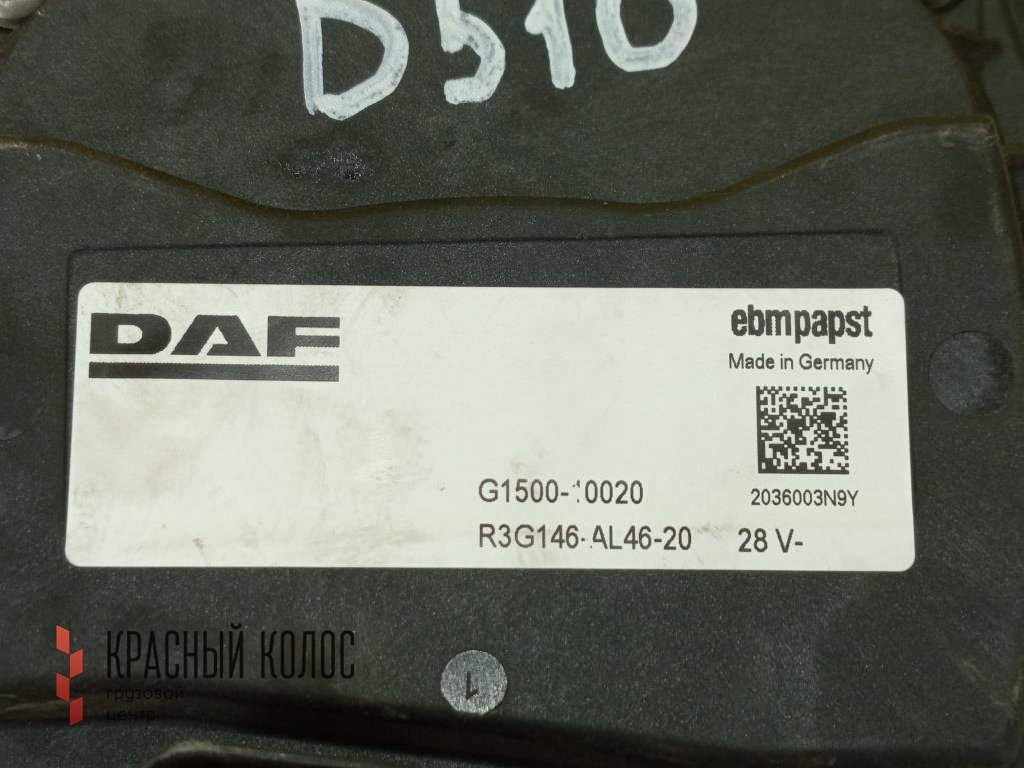 D510
DAF
ebmpapst
Made in Germany
G1500-10020
2036003N9Y
R3G146-AL46-20 28 V-
КРАСНЫЙ КОЛОС
грузовой
центр
1